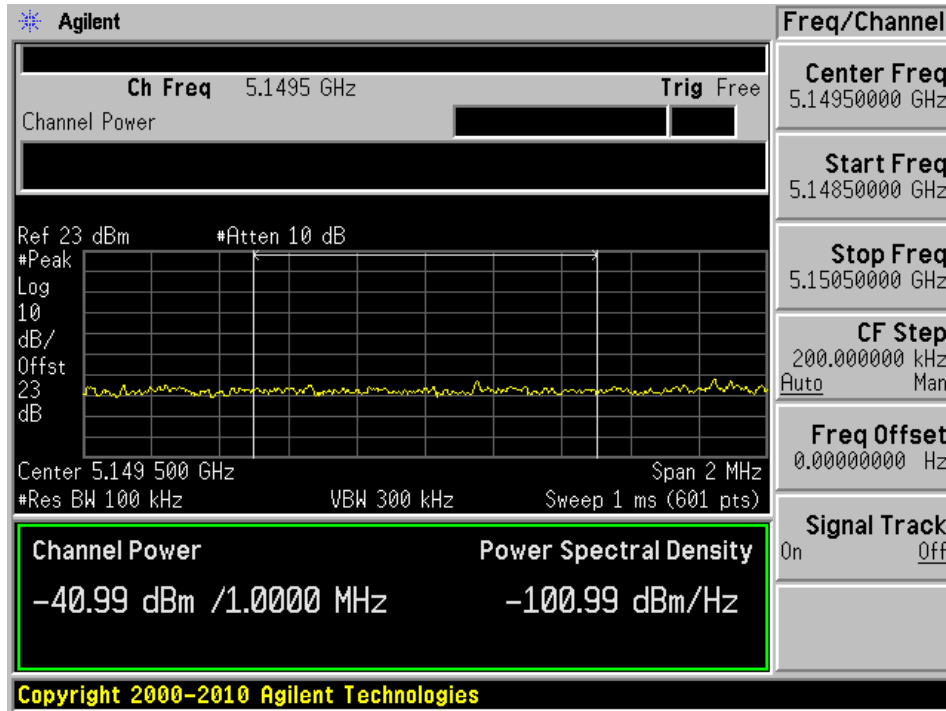 Agilent
Freq/Channel
Ch Freq 5.1495 GHz Trig Free
Channel Power
Center Freq
5.14950000 GHz
Start Freq
5.14850000 GHz
Ref 23 dBm #Atten 10 dB
#Peak
Log
10
dB/
Offst
23
dB
Stop Freq
5.15050000 GHz
CF Step
200.000000 kHz
Auto Man
Freq Offset
0.00000000 Hz
Center 5.149 500 GHz Span 2 MHz
#Res BW 100 kHz VBW 300 kHz Sweep 1 ms (601 pts)
Signal Track
On Off
Channel Power Power Spectral Density
-40.99 dBm /1.0000 MHz -100.99 dBm/Hz
Copyright 2000-2010 Agilent Technologies